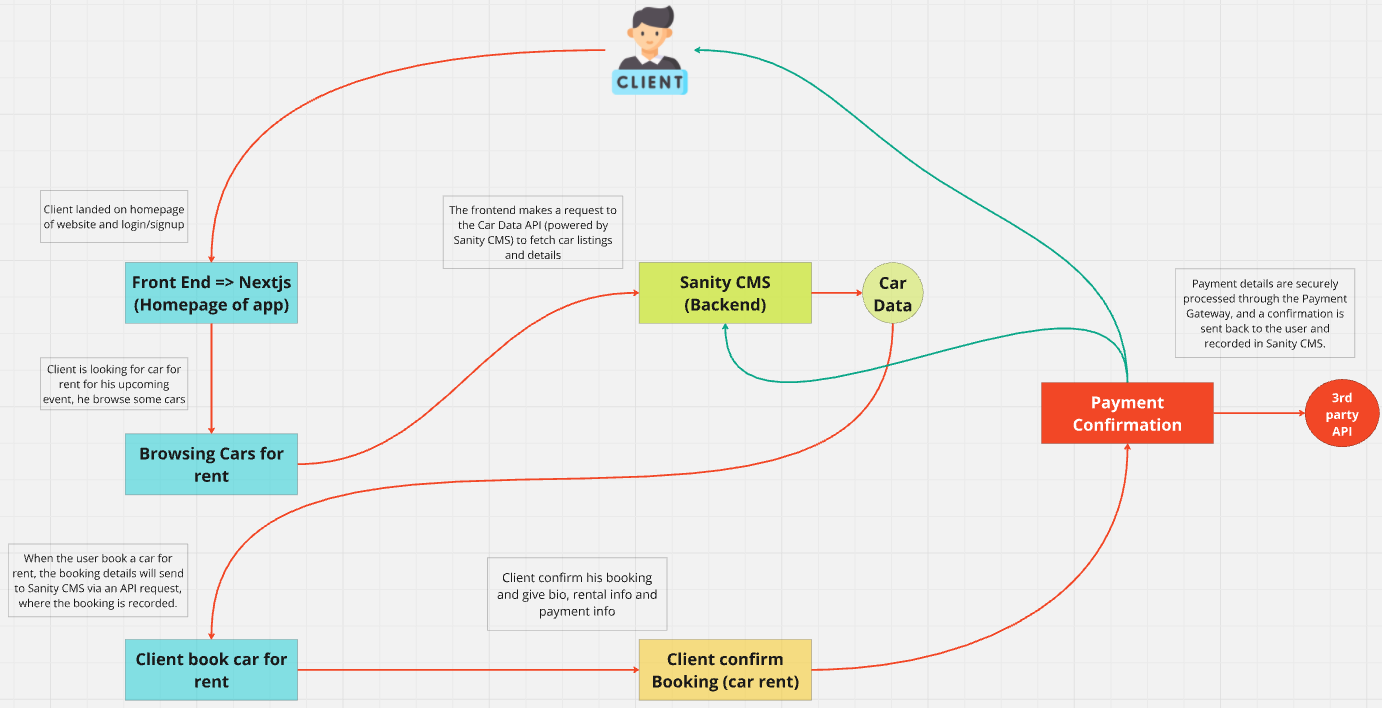 CLIENT
Client landed on homepage
of website and login/signup
Front End => Nextjs
(Homepage of app)
Client is looking for car for
rent for his upcoming
event, he browse some cars
Browsing Cars for
rent
The frontend makes a request to
the Car Data API (powered by
Sanity CMS) to fetch car listings
and details
Sanity CMS
(Backend)
Car
Data
When the user book a car for
rent, the booking details will send
to Sanity CMS via an API request,
where the booking is recorded.
Client book car for
rent
Client confirm his booking
and give bio, rental info and
payment info
Client confirm
Booking (car rent)
Payment details are securely
processed through the Payment
Gateway, and a confirmation is
sent back to the user and
recorded in Sanity CMS.
Payment
Confirmation
3rd
party
API